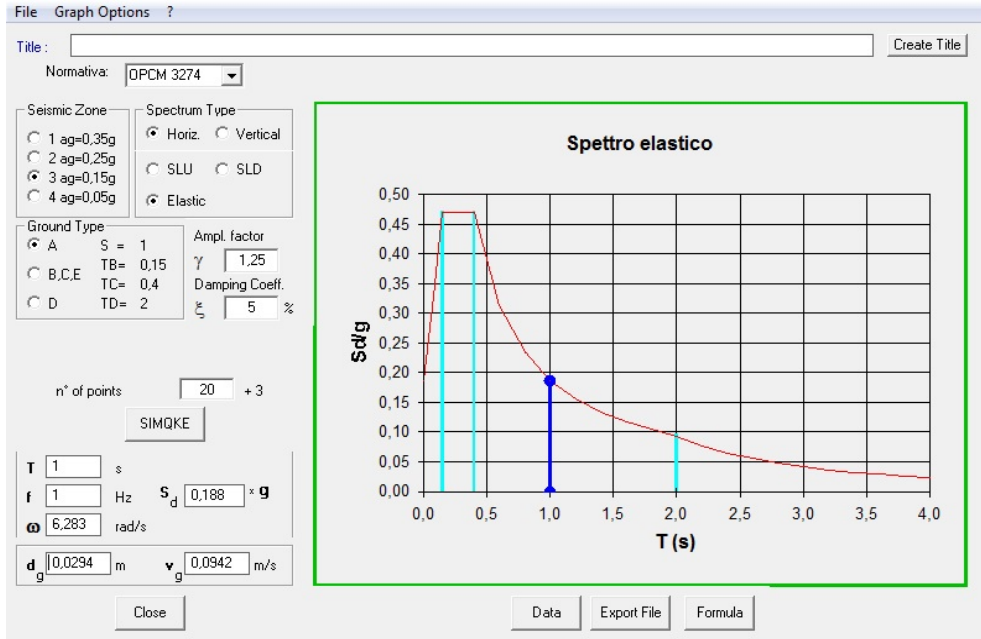 File Graph Options ?
Title :
Create Title
Normativa: OPCM 3274
Seismic Zone
1 ag=0,35g
2 ag=0,25g
3 ag=0,15g
4 ag=0,05g
Spectrum Type
Horiz. Vertical
SLU SLD
Elastic
Ground Type
A S = 1
B,C,E TB= 0,15
TC= 0,4
D TD= 2
Ampl. factor
γ 1,25
Damping Coeff.
ξ 5 %
n° of points 20 + 3
SIMQKE
T 1 s
f 1 Hz
Sd 0,188 × g
ω 6,283 rad/s
dg 0,0294 m
vg 0,0942 m/s
Close
Spettro elastico
Sd/g
0,50
0,45
0,40
0,35
0,30
0,25
0,20
0,15
0,10
0,05
0,00
0,0 0,5 1,0 1,5 2,0 2,5 3,0 3,5 4,0
T (s)
Data Export File Formula